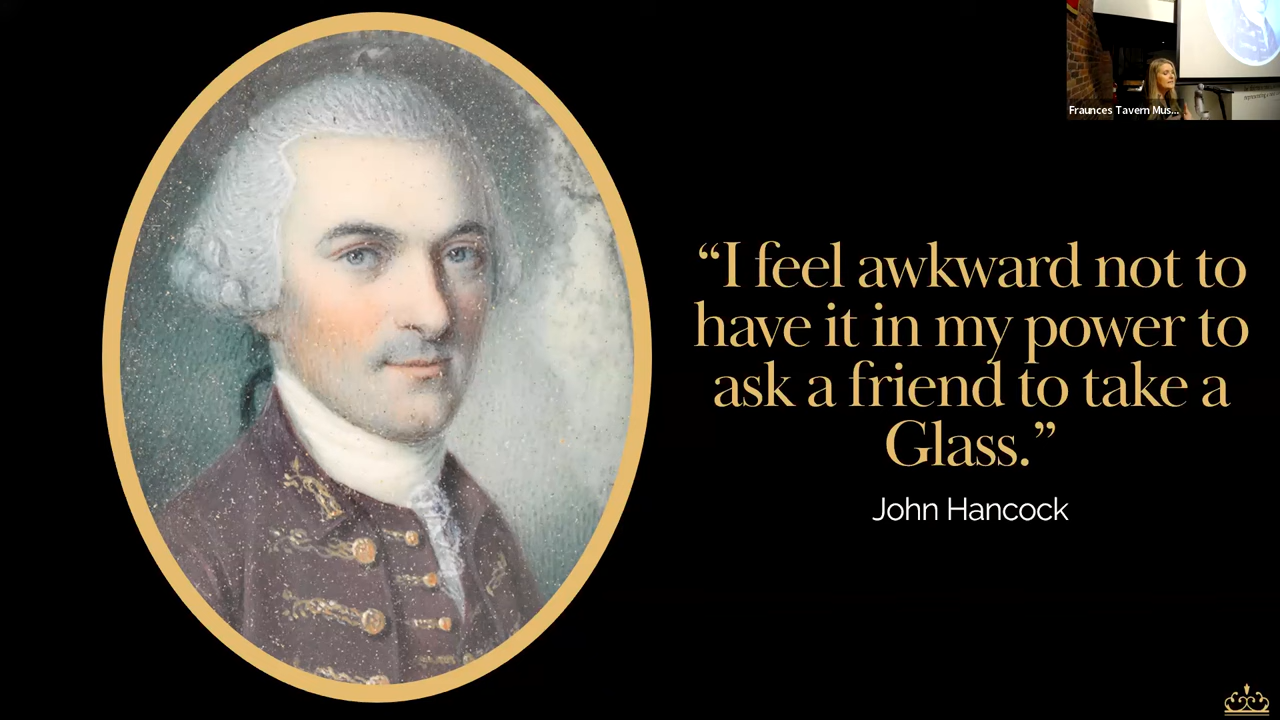 Fraunces Tavern Mus...
“I feel awkward not to
have it in my power to
ask a friend to take a
Glass.”
John Hancock